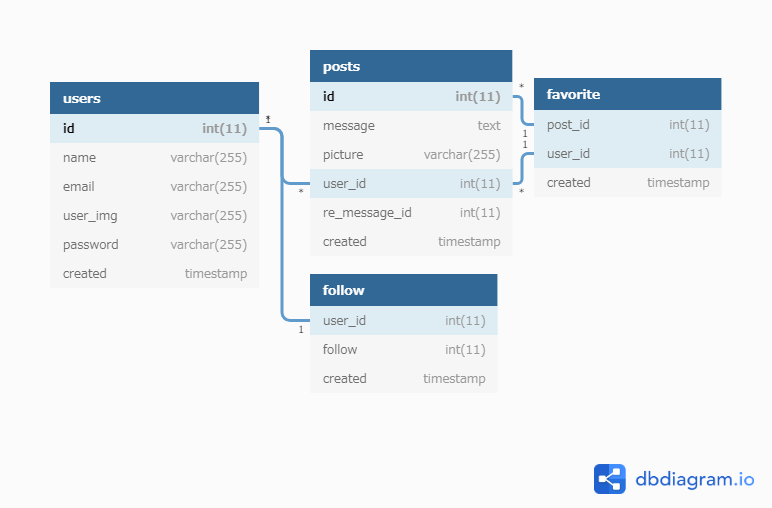 users
id int(11)
name varchar(255)
email varchar(255)
user_img varchar(255)
password varchar(255)
created timestamp
* 1
posts
id int(11)
message text
picture varchar(255)
user_id int(11)
re_message_id int(11)
created timestamp
*
*
*
1
1
favorite
post_id int(11)
user_id int(11)
created timestamp
follow
user_id int(11)
follow int(11)
created timestamp
1
dbdiagram.io